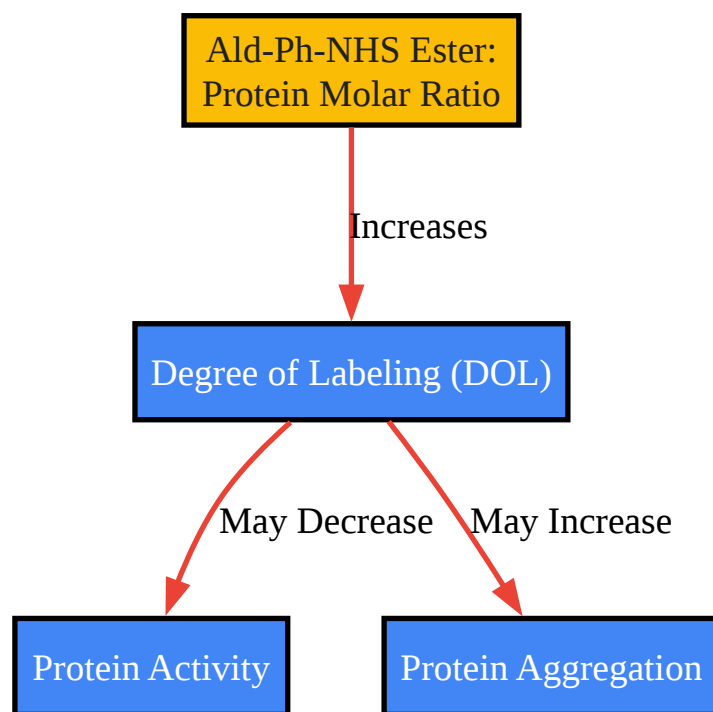 Ald-Ph-NHS Ester:
Protein Molar Ratio
Increases
Degree of Labeling (DOL)
May Decrease
May Increase
Protein Activity
Protein Aggregation